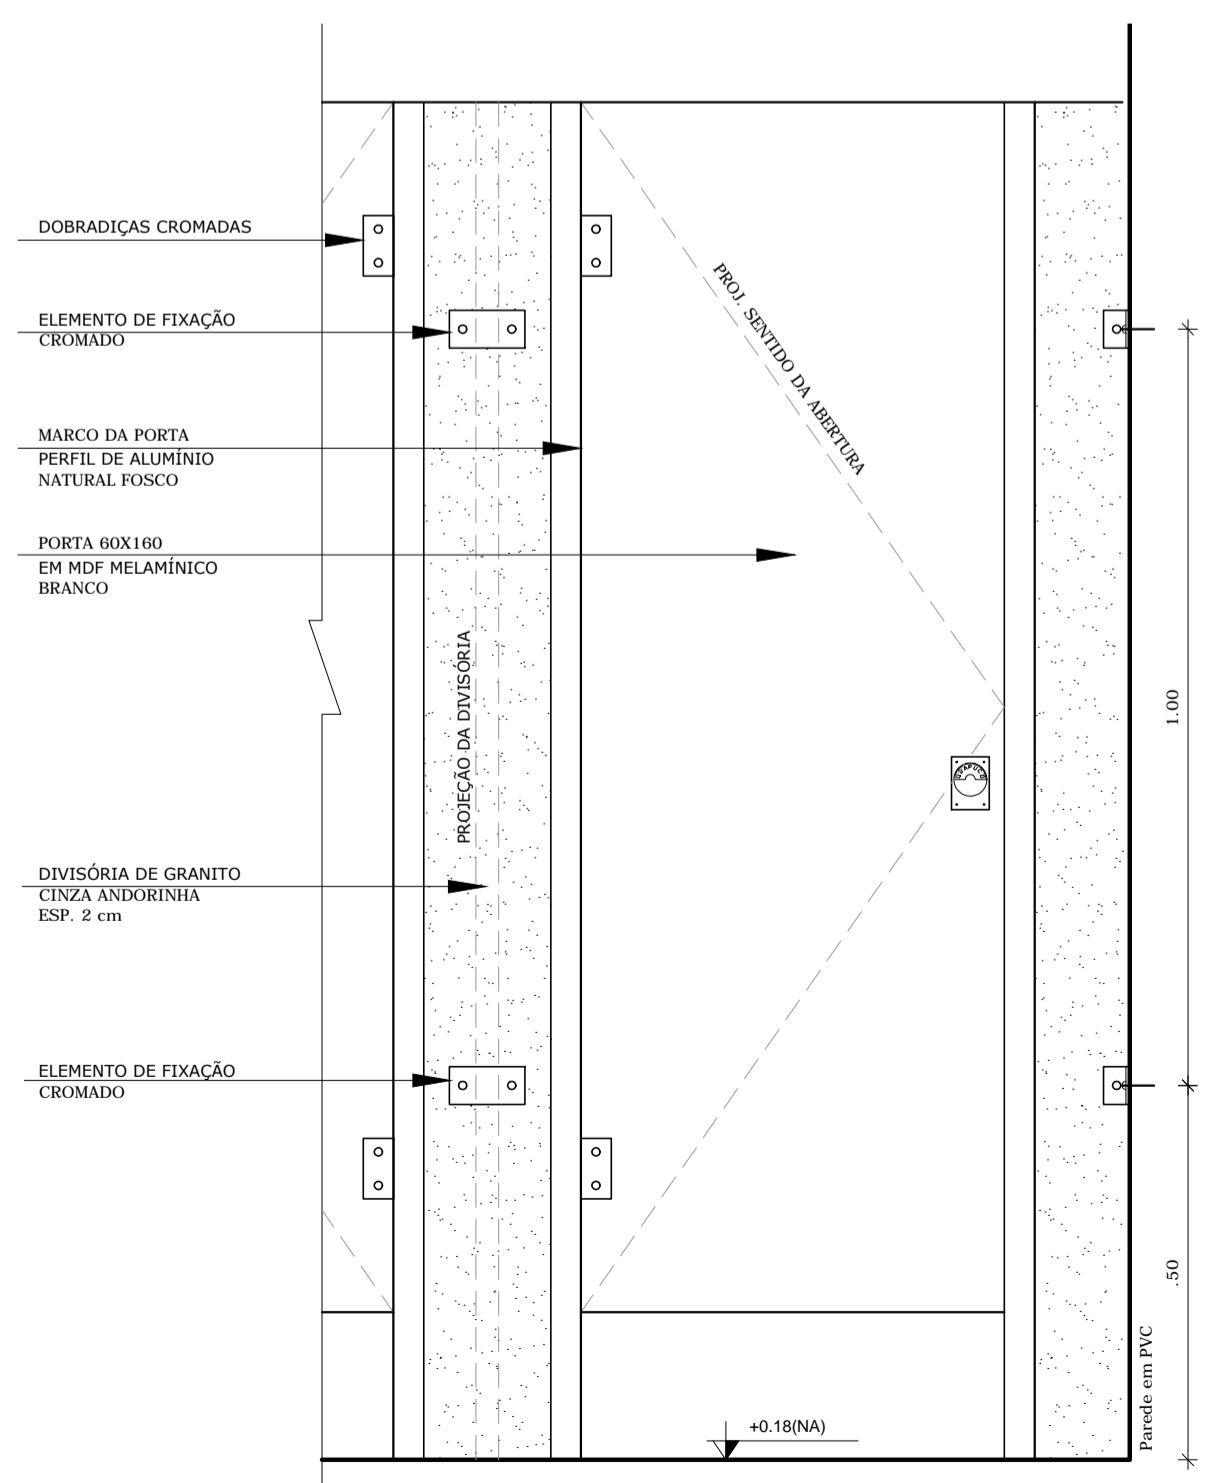 DOBRADIÇAS CROMADAS
ELEMENTO DE FIXAÇÃO
CROMADO
MARCO DA PORTA
PERFIL DE ALUMÍNIO
NATURAL FOSCO
PORTA 60X160
EM MDF MELAMÍNICO
BRANCO
DIVISÓRIA DE GRANITO
CINZA ANDORINHA
ESP. 2 cm
ELEMENTO DE FIXAÇÃO
CROMADO
PROJEÇÃO DA DIVISÓRIA
PROJ. SENTIDO DA ABERTURA
1.00
.50
Parede em PVC
+0.18(NA)